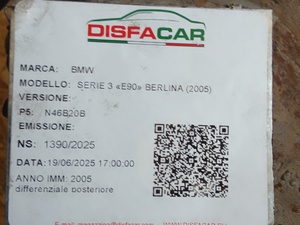 DISFACAR
MARCA: BMW
MODELLO: SERIE 3 «E90» BERLINA (2005)
VERSIONE:
P5: N46B20B
EMISSIONE:
NS: 1390/2025
DATA: 19/06/2025 17:00:00
ANNO IMM: 2005
differenziale posteriore